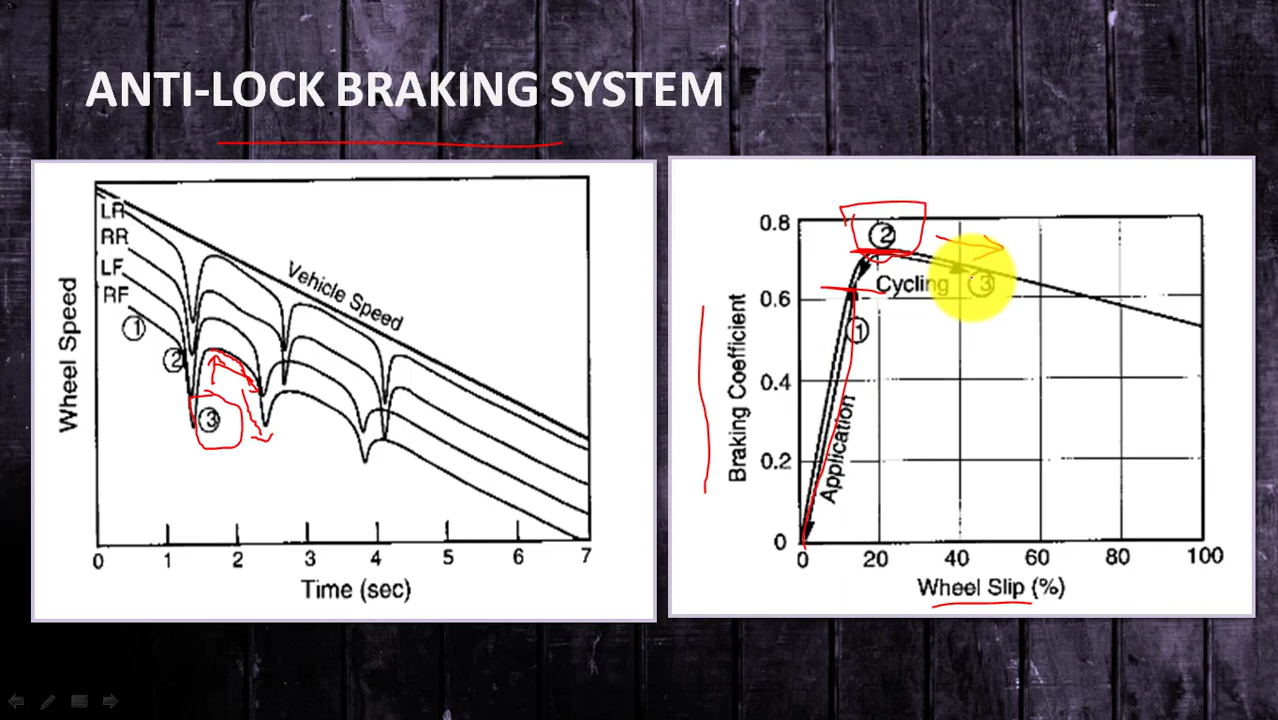 ANTI-LOCK BRAKING SYSTEM
LR
RR
LF
RF
1
2
3
Vehicle Speed
Wheel Speed
0 1 2 3 4 5 6 7
Time (sec)
0.8
0.6
0.4
0.2
0
Braking Coefficient
2
Cycling
3
1
Application
0 20 40 60 80 100
Wheel Slip (%)